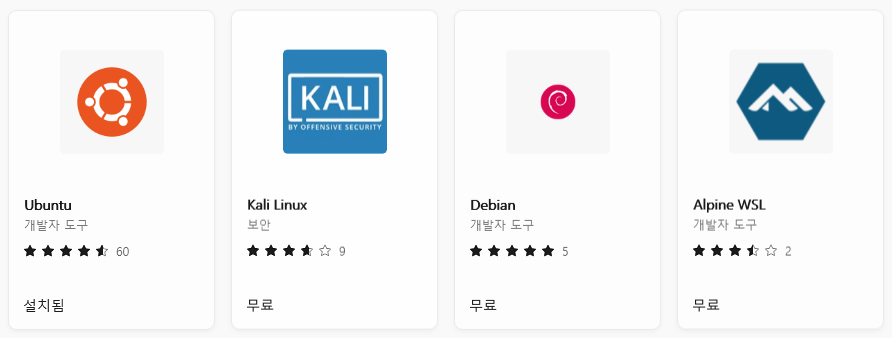 KALI
BY OFFENSIVE SECURITY
Ubuntu
개발자 도구
60
설치됨
Kali Linux
보안
9
무료
Debian
개발자 도구
5
무료
Alpine WSL
개발자 도구
2
무료